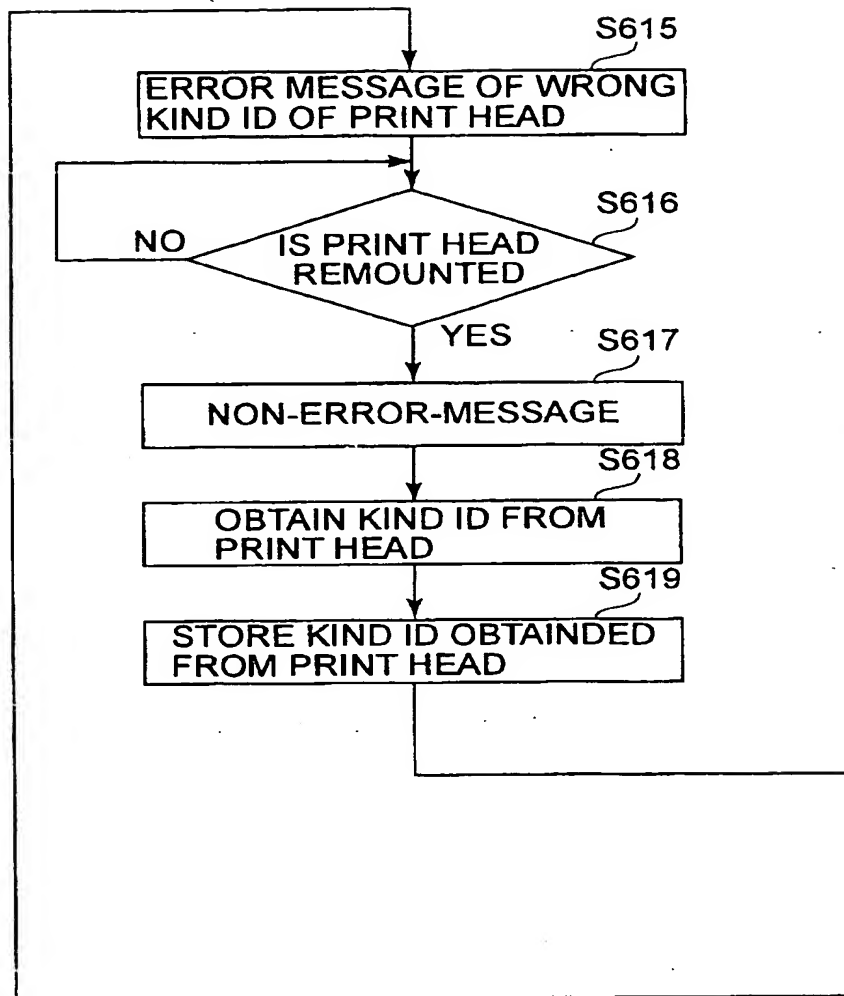 S615
ERROR MESSAGE OF WRONG
KIND ID OF PRINT HEAD
S616
NO
IS PRINT HEAD
REMOUNTED
YES
S617
NON-ERROR-MESSAGE
S618
OBTAIN KIND ID FROM
PRINT HEAD
S619
STORE KIND ID OBTAINDED
FROM PRINT HEAD